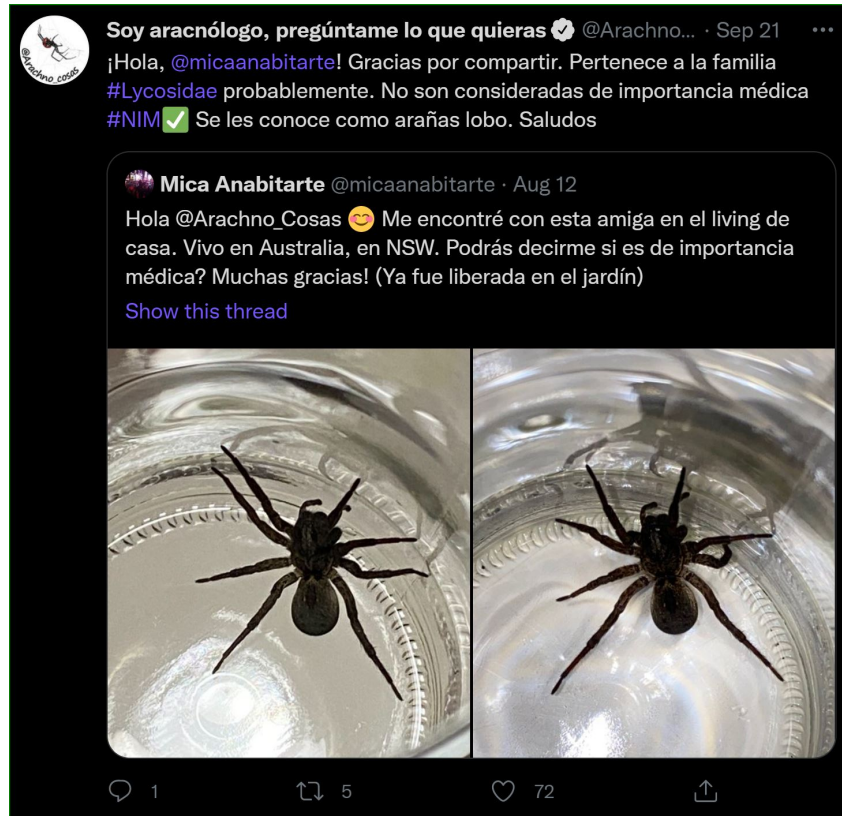 Soy aracnólogo, pregúntame lo que quieras @Arachno... · Sep 21
¡Hola, @micaanabitarte! Gracias por compartir. Pertenece a la familia
#Lycosidae probablemente. No son consideradas de importancia médica
#NIM✅ Se les conoce como arañas lobo. Saludos
@Arachno_cosas
Mica Anabitarte @micaanabitarte · Aug 12
Hola @Arachno_Cosas 😊 Me encontré con esta amiga en el living de
casa. Vivo en Australia, en NSW. Podrás decirme si es de importancia
médica? Muchas gracias! (Ya fue liberada en el jardín)
Show this thread
1 5 72